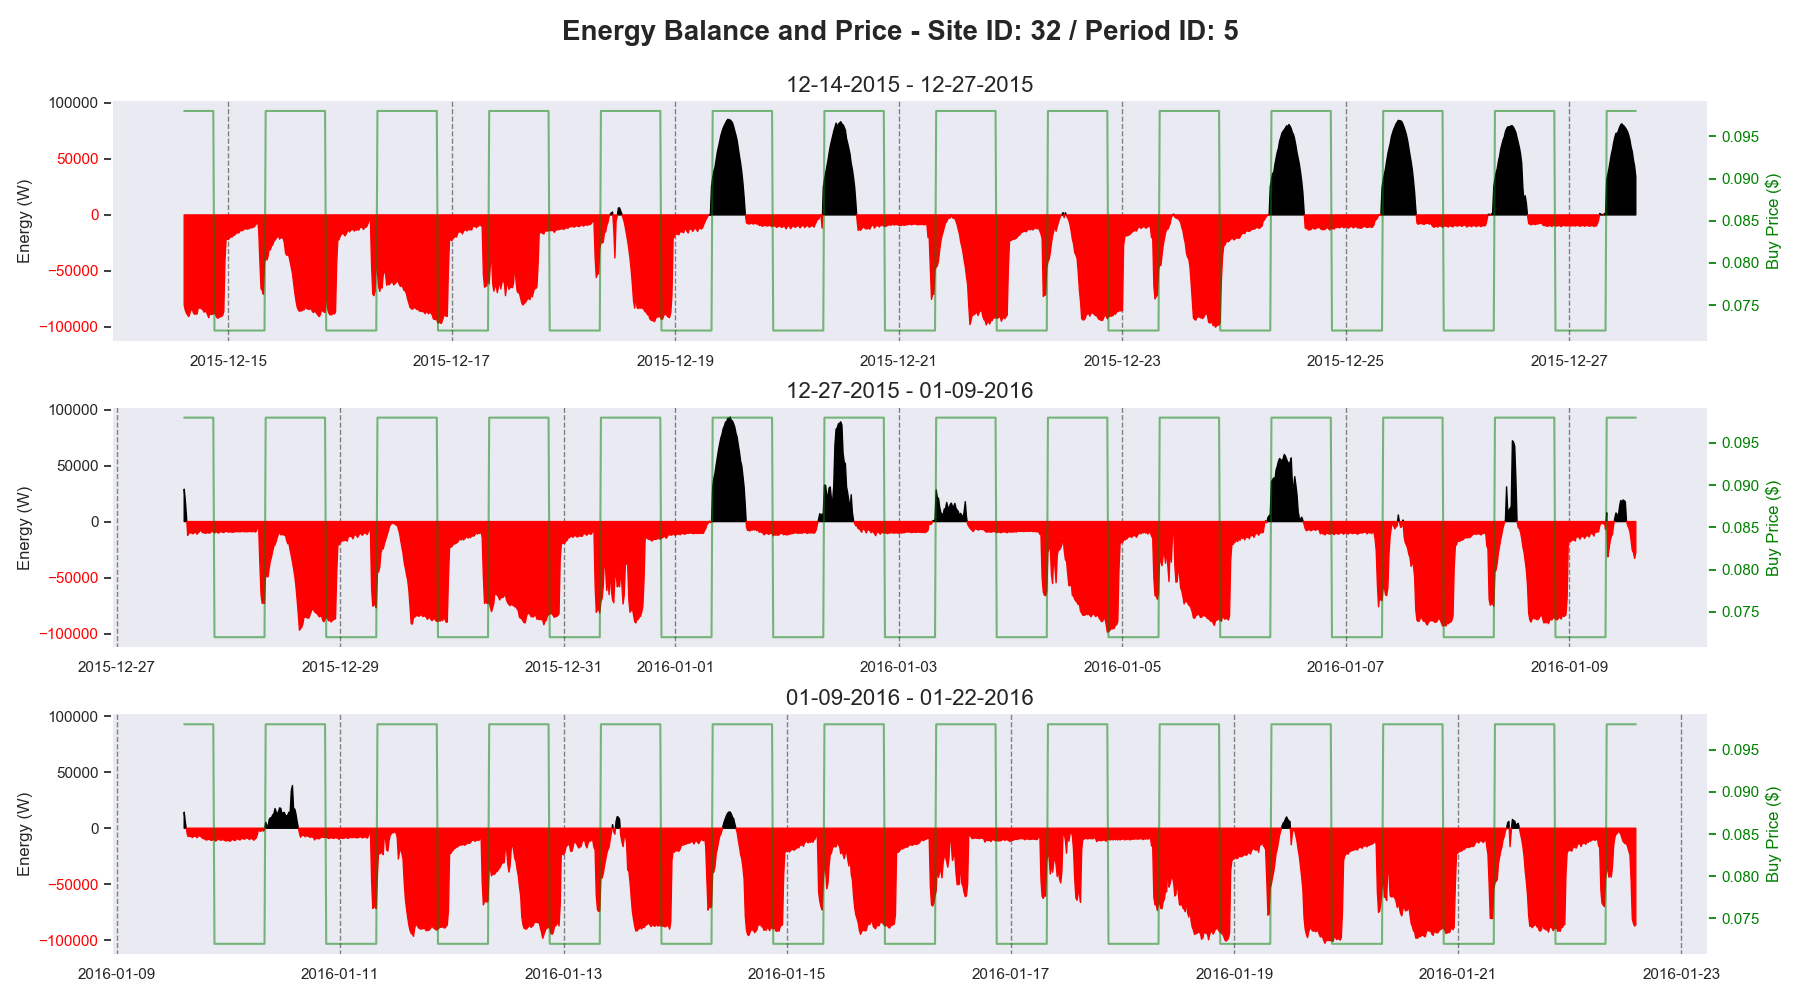 Energy Balance and Price - Site ID: 32 / Period ID: 5
12-14-2015 - 12-27-2015
100000
50000
0
−50000
−100000
Energy (W)
0.095
0.090
0.085
0.080
0.075
Buy Price ($)
2015-12-15 2015-12-17 2015-12-19 2015-12-21 2015-12-23 2015-12-25 2015-12-27
12-27-2015 - 01-09-2016
100000
50000
0
−50000
−100000
Energy (W)
0.095
0.090
0.085
0.080
0.075
Buy Price ($)
2015-12-27 2015-12-29 2015-12-31 2016-01-01 2016-01-03 2016-01-05 2016-01-07 2016-01-09
01-09-2016 - 01-22-2016
100000
50000
0
−50000
−100000
Energy (W)
0.095
0.090
0.085
0.080
0.075
Buy Price ($)
2016-01-09 2016-01-11 2016-01-13 2016-01-15 2016-01-17 2016-01-19 2016-01-21 2016-01-23